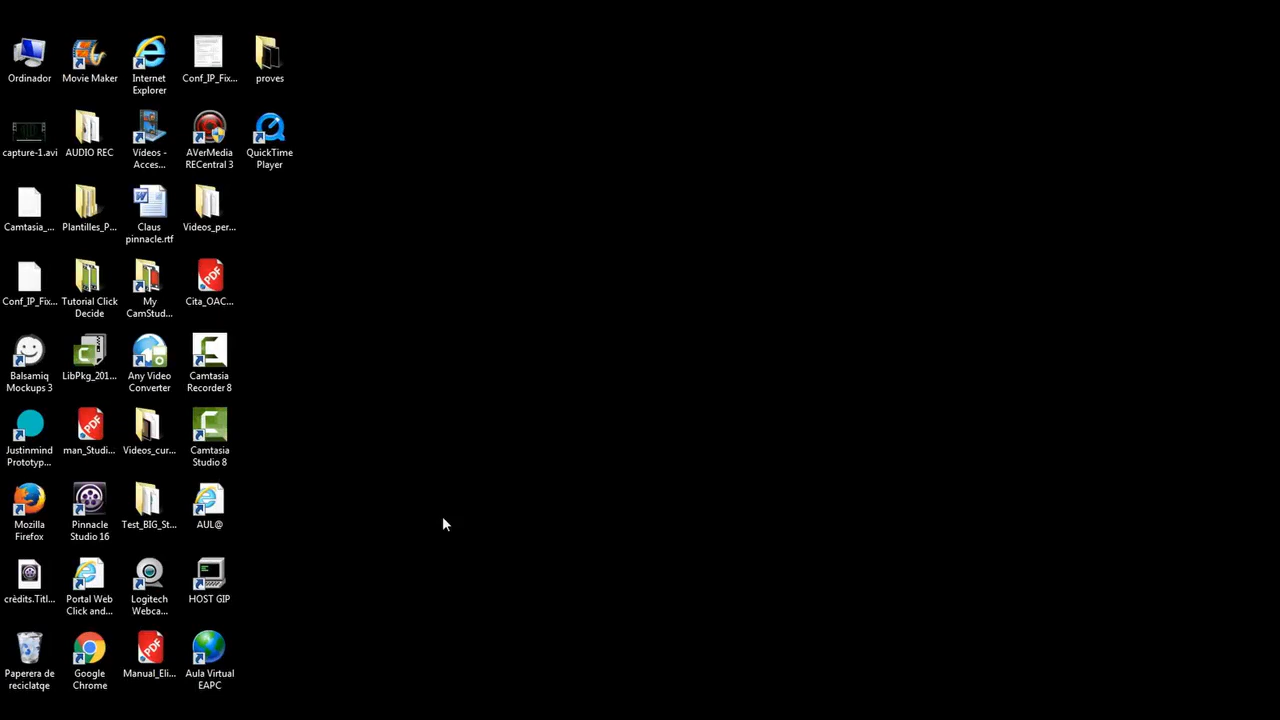 Ordinador
Movie Maker
Internet
Explorer
Conf_IP_Fix...
proves
capture-1.avi
AUDIO REC
Vídeos -
Acces...
AVerMedia
RECentral 3
QuickTime
Player
Camtasia_...
Plantilles_P...
Claus
pinnacle.rtf
Videos_per...
Conf_IP_Fix...
Tutorial Click
Decide
My
CamStud...
Cita_OAC...
Balsamiq
Mockups 3
LibPkg_201...
Any Video
Converter
Camtasia
Recorder 8
Justinmind
Prototyp...
man_Studi...
Videos_cur...
Camtasia
Studio 8
Mozilla
Firefox
Pinnacle
Studio 16
Test_BIG_St...
AUL@
crèdits.Titl...
Portal Web
Click and...
Logitech
Webca...
HOST GIP
Paperera de
reciclatge
Google
Chrome
Manual_Eli...
Aula Virtual
EAPC